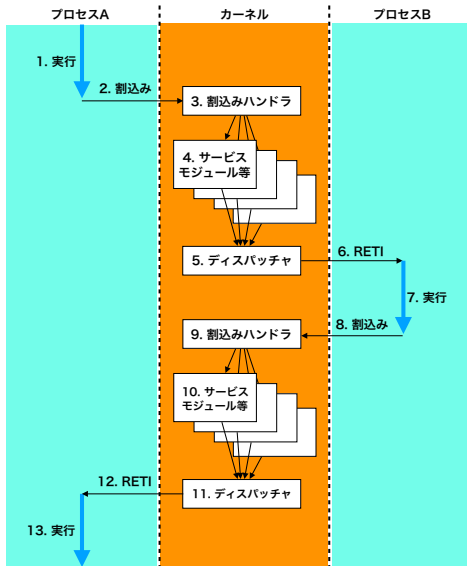 プロセスA
カーネル
プロセスB
1. 実行
2. 割込み
3. 割込みハンドラ
4. サービス
モジュール等
5. ディスパッチャ
6. RETI
7. 実行
8. 割込み
9. 割込みハンドラ
10. サービス
モジュール等
11. ディスパッチャ
12. RETI
13. 実行